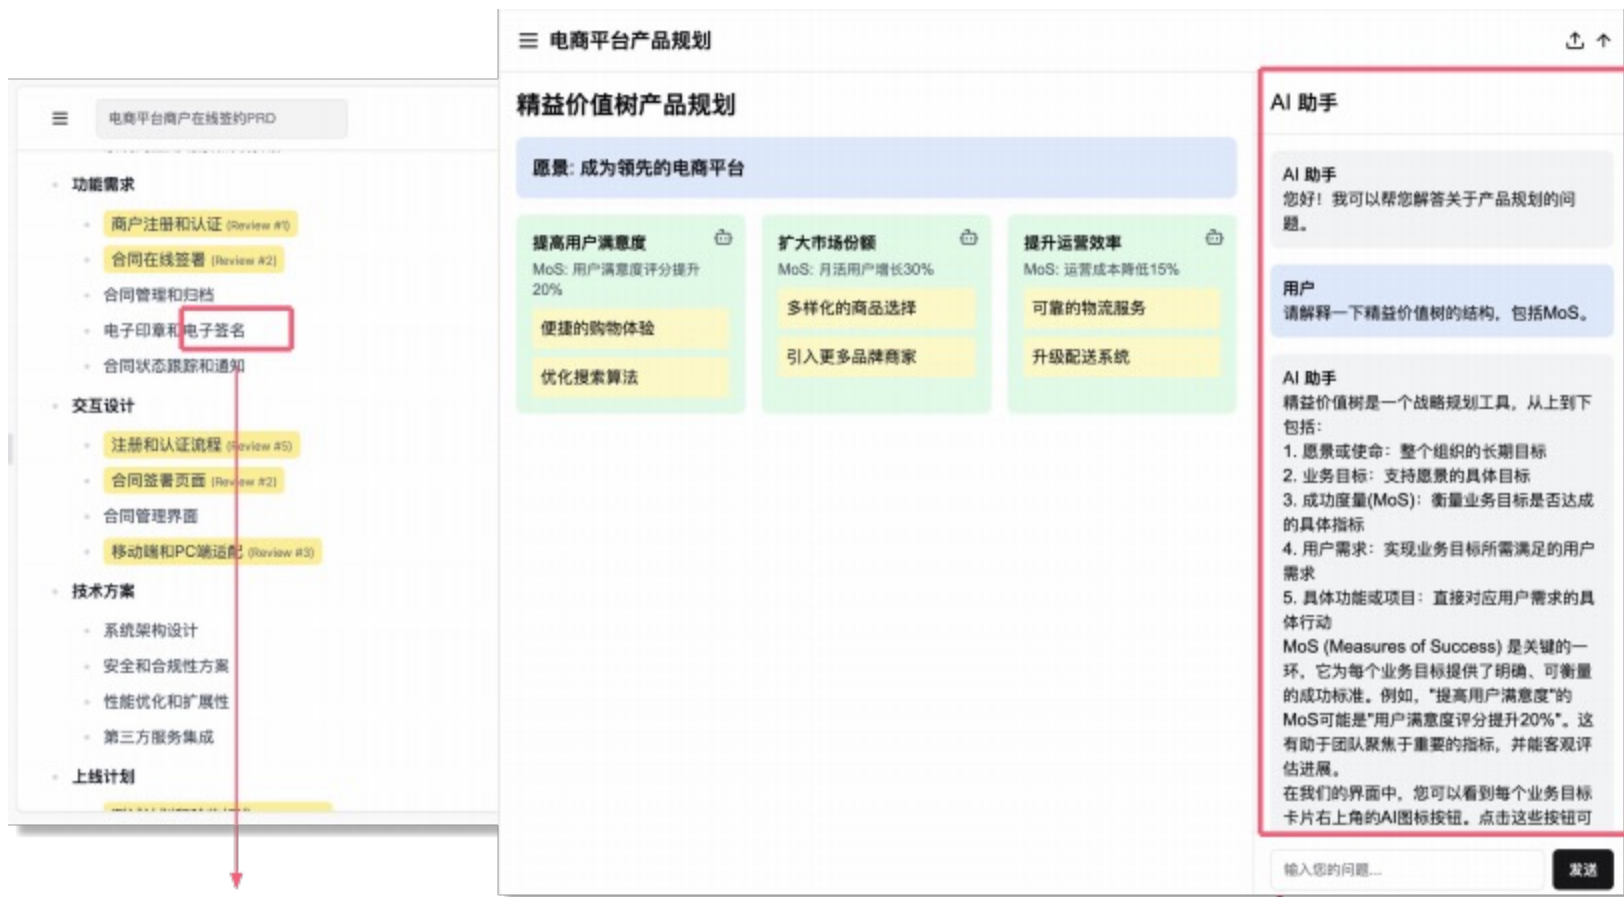 电商平台商户在线签约PRD
功能需求
商户注册和认证 (Review #1)
合同在线签署 (Review #2)
合同管理和归档
电子印章和电子签名
合同状态跟踪和通知
交互设计
注册和认证流程 (Review #5)
合同签署页面 (Review #2)
合同管理界面
移动端和PC端适配 (Review #3)
技术方案
系统架构设计
安全和合规性方案
性能优化和扩展性
第三方服务集成
上线计划
电商平台产品规划
精益价值树产品规划
愿景: 成为领先的电商平台
提高用户满意度
MoS: 用户满意度评分提升
20%
便捷的购物体验
优化搜索算法
扩大市场份额
MoS: 月活用户增长30%
多样化的商品选择
引入更多品牌商家
提升运营效率
MoS: 运营成本降低15%
可靠的物流服务
升级配送系统
AI 助手
AI 助手
您好！我可以帮您解答关于产品规划的问
题。
用户
请解释一下精益价值树的结构，包括MoS。
AI 助手
精益价值树是一个战略规划工具，从上到下
包括：
1. 愿景或使命：整个组织的长期目标
2. 业务目标：支持愿景的具体目标
3. 成功度量(MoS)：衡量业务目标是否达成
的具体指标
4. 用户需求：实现业务目标所需满足的用户
需求
5. 具体功能或项目：直接对应用户需求的具
体行动
MoS (Measures of Success) 是关键的一
环，它为每个业务目标提供了明确、可衡量
的成功标准。例如，"提高用户满意度"的
MoS可能是"用户满意度评分提升20%"。这
有助于团队聚焦于重要的指标，并能客观评
估进展。
在我们的界面中，您可以看到每个业务目标
卡片右上角的AI图标按钮。点击这些按钮可
输入您的问题...
发送